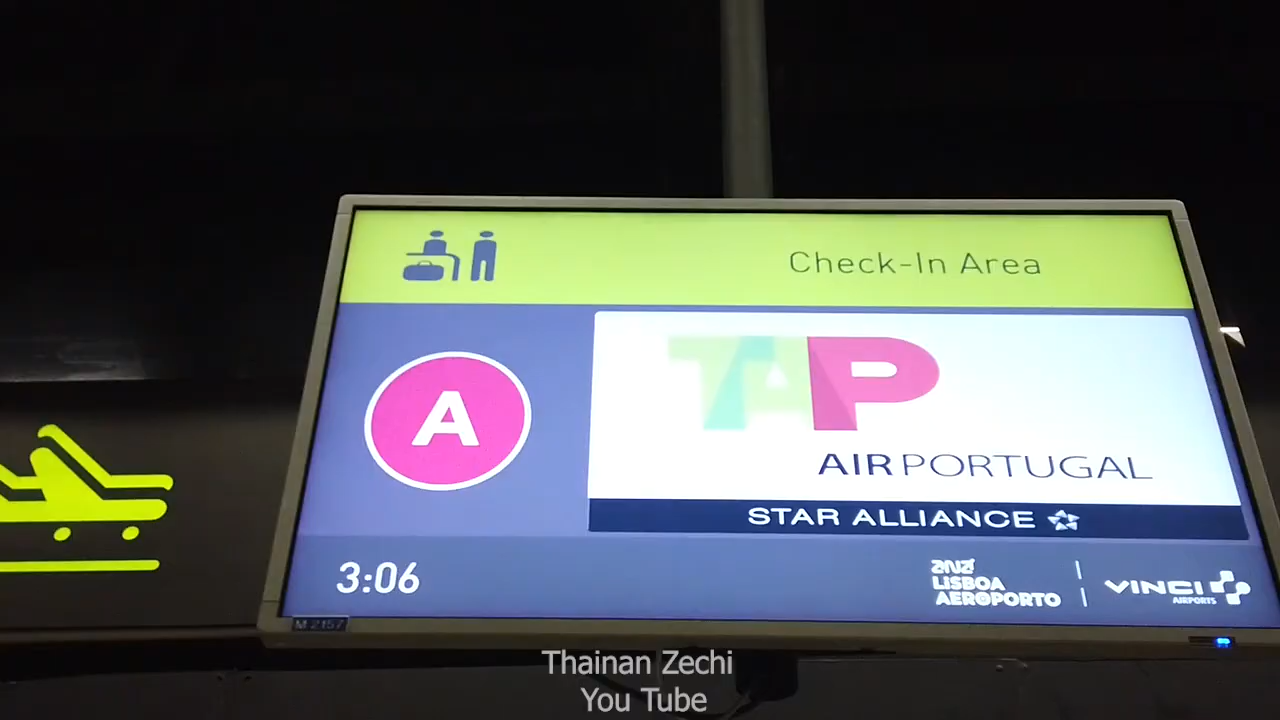 Check-In Area
A
TAP
AIR PORTUGAL
STAR ALLIANCE
3:06
ana
LISBOA
AEROPORTO
VINCI
AIRPORTS
M 2157
Thainan Zechi
You Tube